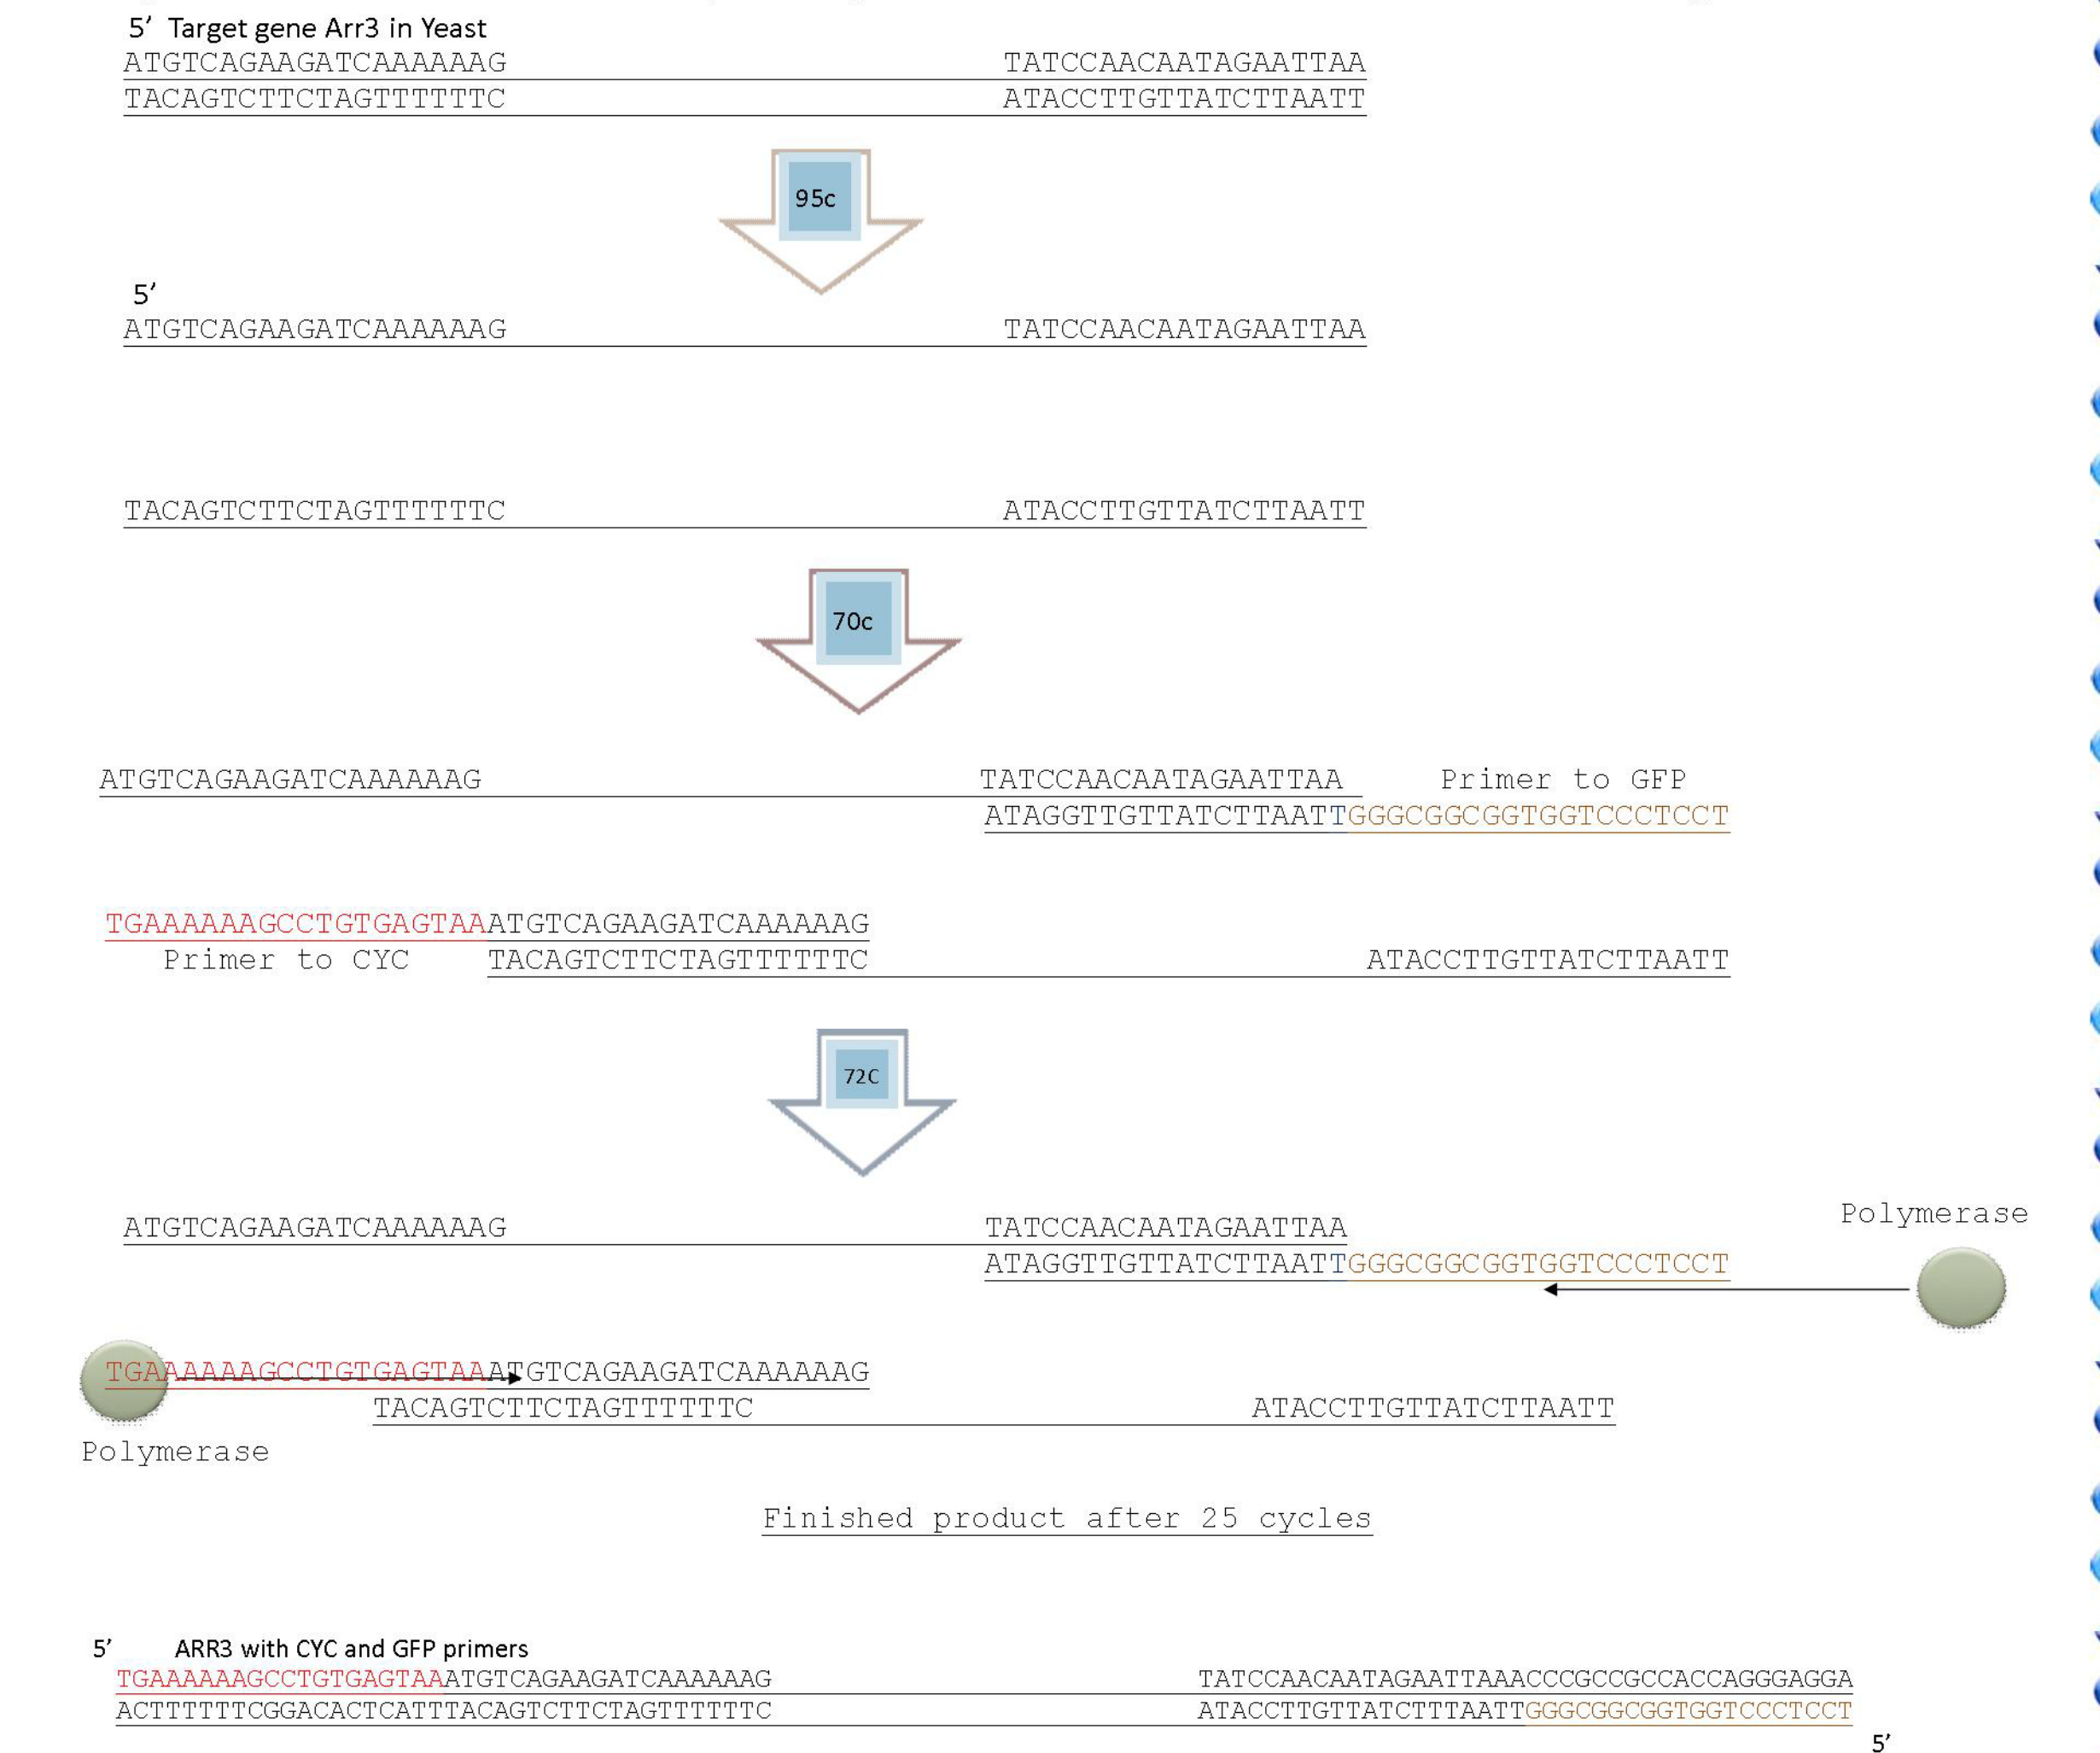 5' Target gene Arr3 in Yeast
ATGTCAGAAGATCAAAAAAG TATCCAACAATAGAATTAA
TACAGTCTTCTAGTTTTTTC ATACCTTGTTATCTTAATT
95c
5'
ATGTCAGAAGATCAAAAAAG TATCCAACAATAGAATTAA
TACAGTCTTCTAGTTTTTTC ATACCTTGTTATCTTAATT
70c
ATGTCAGAAGATCAAAAAAG TATCCAACAATAGAATTAA Primer to GFP
ATAGGTTGTTATCTTAATTGGGCGGCGGTGGTCCCTCCT
TGAAAAAAGCCTGTGAGTAAATGTCAGAAGATCAAAAAAG
Primer to CYC TACAGTCTTCTAGTTTTTTC ATACCTTGTTATCTTAATT
72C
Polymerase
ATGTCAGAAGATCAAAAAAG TATCCAACAATAGAATTAA
ATAGGTTGTTATCTTAATTGGGCGGCGGTGGTCCCTCCT
TGAAAAAAGCCTGTGAGTAAATGTCAGAAGATCAAAAAAG
TACAGTCTTCTAGTTTTTTC ATACCTTGTTATCTTAATT
Polymerase
Finished product after 25 cycles
5' ARR3 with CYC and GFP primers
TGAAAAAAGCCTGTGAGTAAATGTCAGAAGATCAAAAAAG TATCCAACAATAGAATTAAACCCGCCGCCACCAGGGAGGA
ACTTTTTTCGGACACTCATTTACAGTCTTCTAGTTTTTTC ATACCTTGTTATCTTTAATTGGGCGGCGGTGGTCCCTCCT
5'